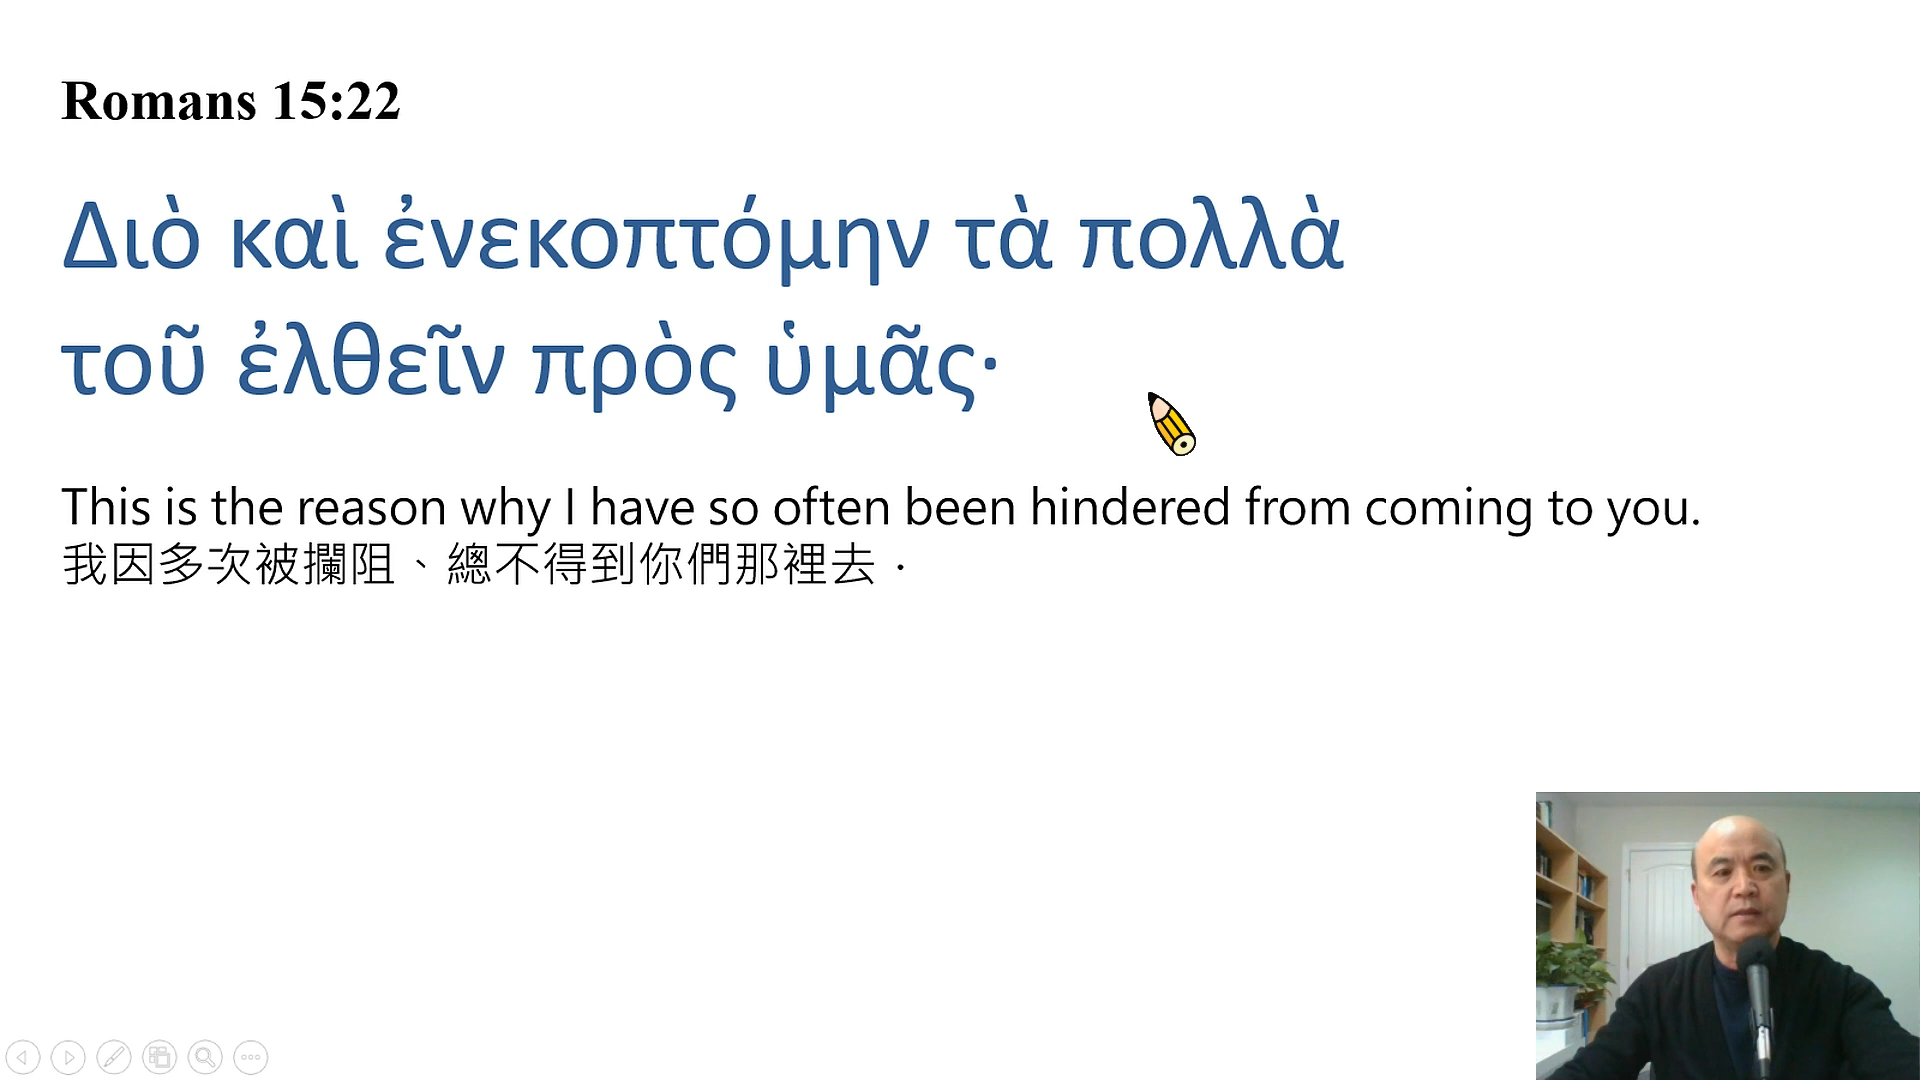 Romans 15:22
Διὸ καὶ ἐνεκοπτόμην τὰ πολλὰ
τοῦ ἐλθεῖν πρὸς ὑμᾶς·
This is the reason why I have so often been hindered from coming to you.
我因多次被攔阻、總不得到你們那裡去．